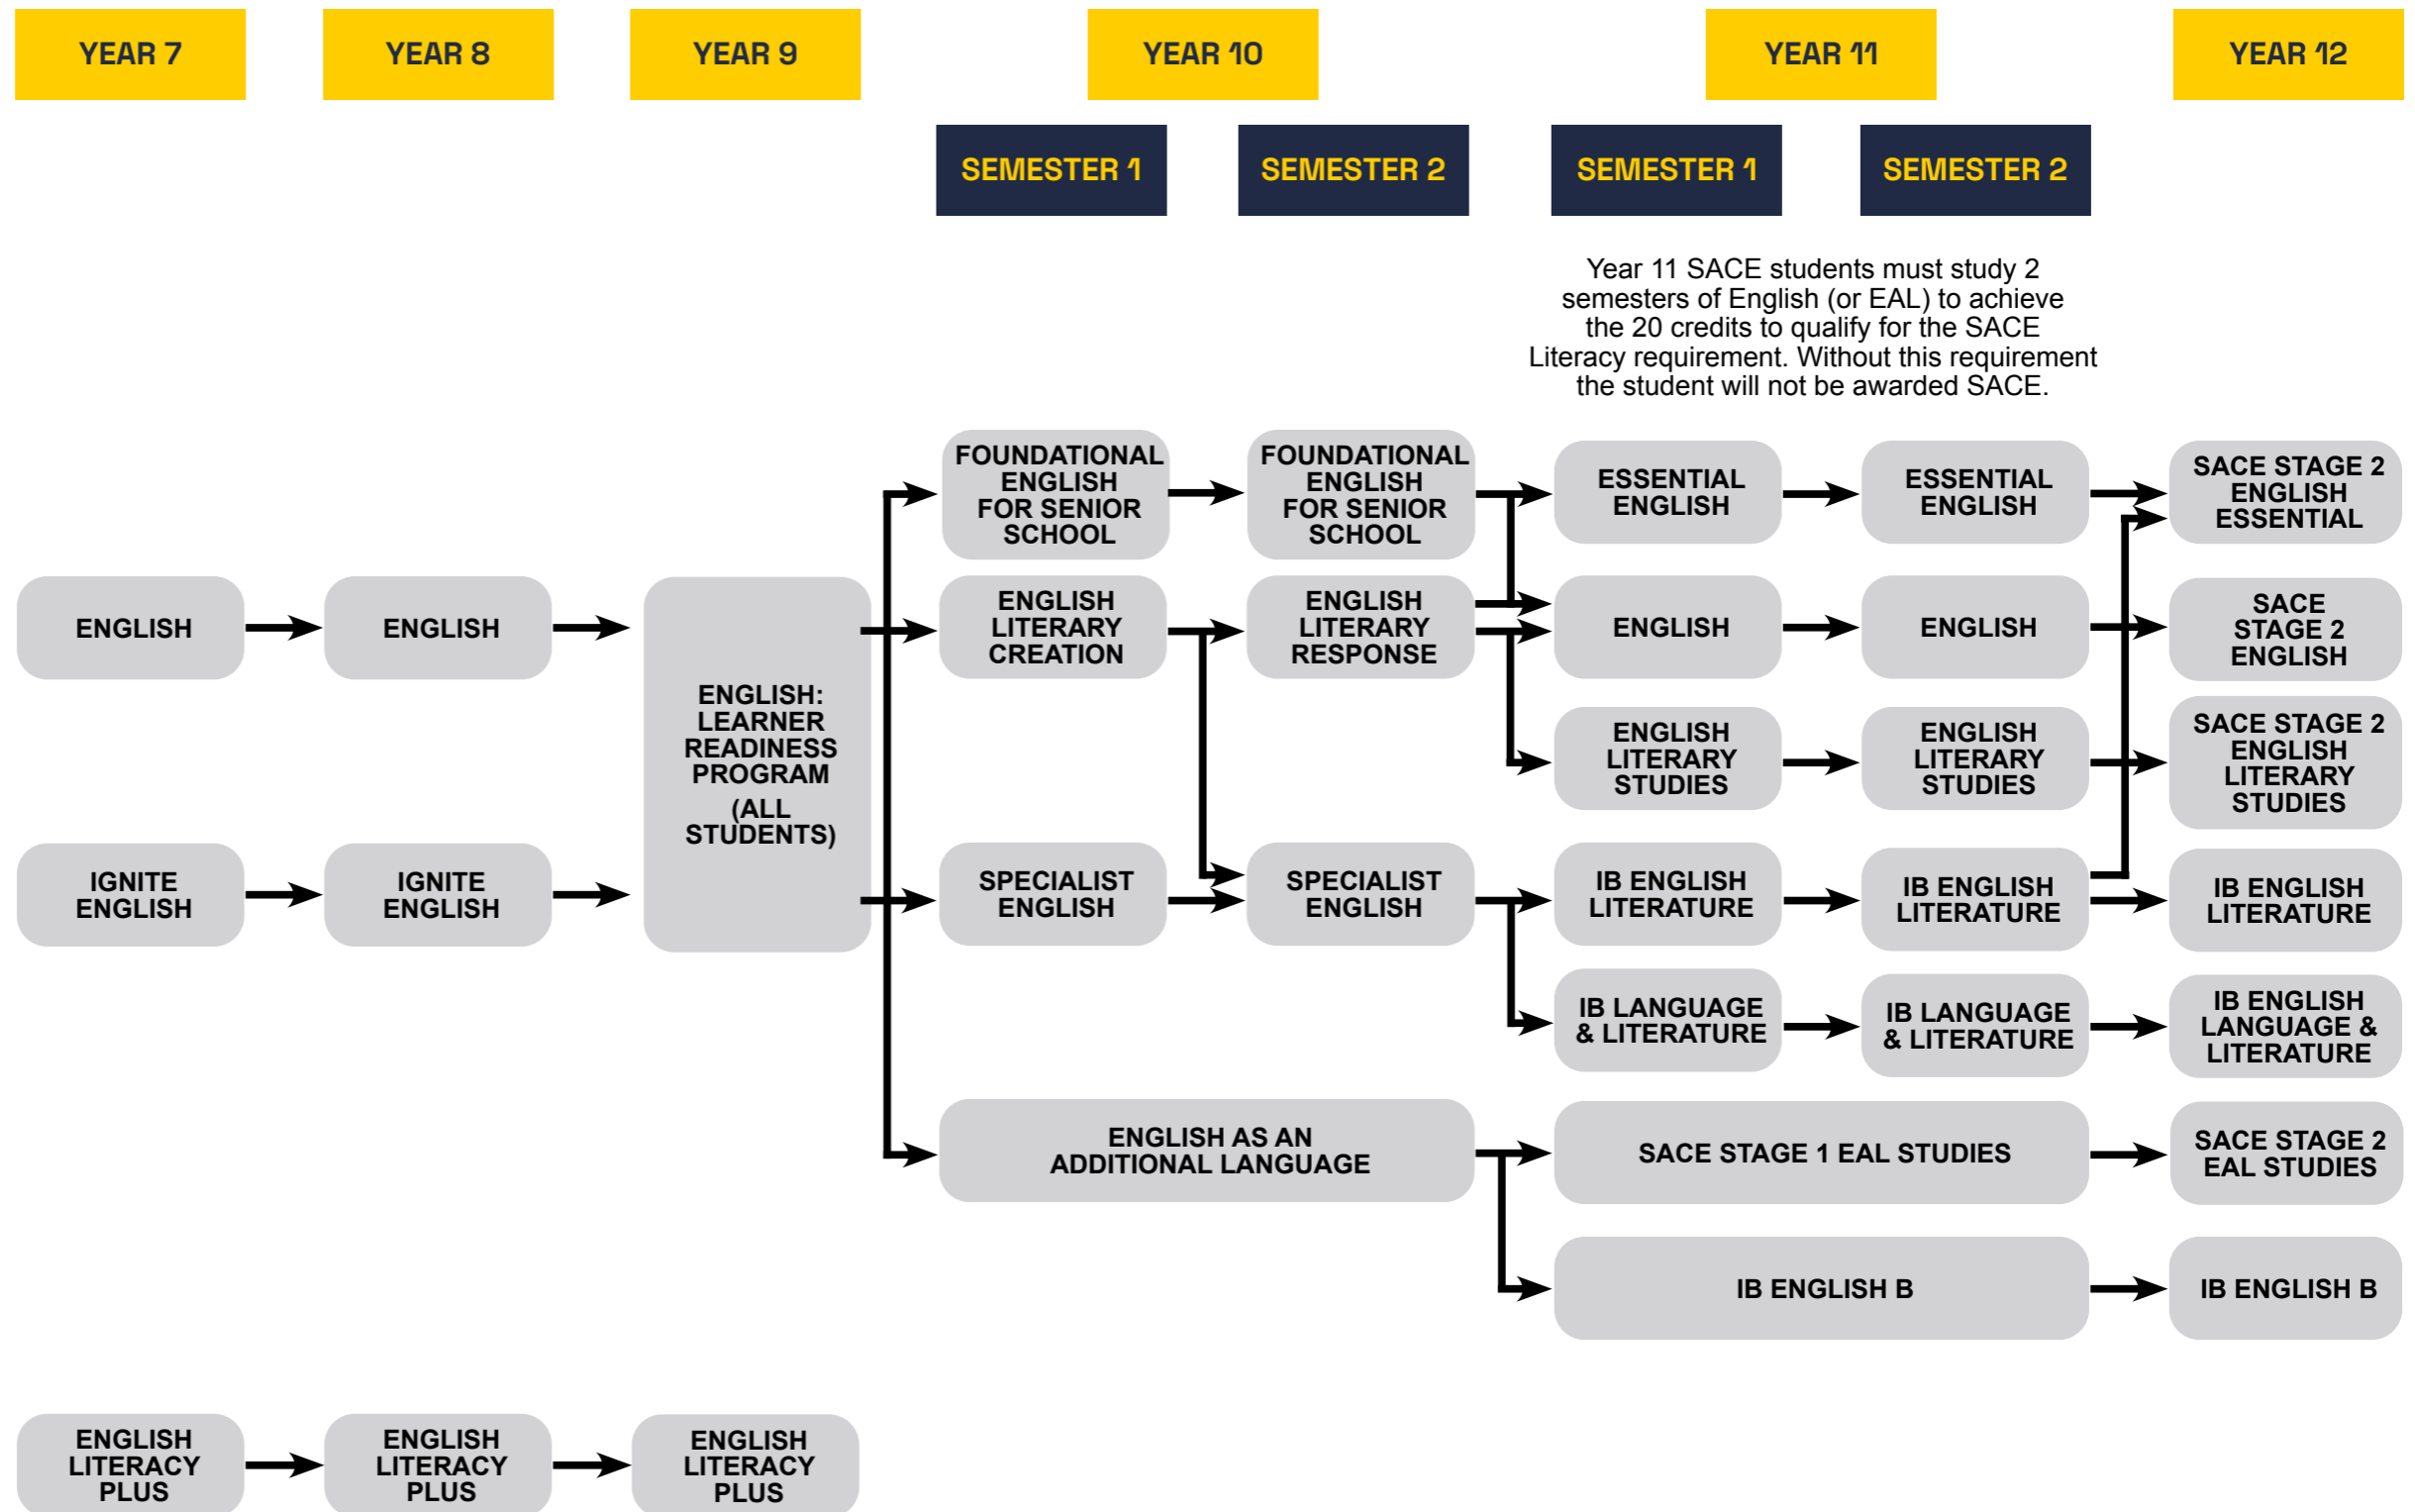 YEAR 7
YEAR 8
YEAR 9
YEAR 10
YEAR 11
YEAR 12
SEMESTER 1
SEMESTER 2
SEMESTER 1
SEMESTER 2
Year 11 SACE students must study 2
semesters of English (or EAL) to achieve
the 20 credits to qualify for the SACE
Literacy requirement. Without this requirement
the student will not be awarded SACE.
FOUNDATIONAL
ENGLISH
FOR SENIOR
SCHOOL
FOUNDATIONAL
ENGLISH
FOR SENIOR
SCHOOL
ESSENTIAL
ENGLISH
ESSENTIAL
ENGLISH
SACE STAGE 2
ENGLISH
ESSENTIAL
ENGLISH
ENGLISH
ENGLISH:
LEARNER
READINESS
PROGRAM
(ALL
STUDENTS)
ENGLISH
LITERARY
CREATION
ENGLISH
LITERARY
RESPONSE
ENGLISH
ENGLISH
SACE
STAGE 2
ENGLISH
ENGLISH
LITERARY
STUDIES
ENGLISH
LITERARY
STUDIES
SACE STAGE 2
ENGLISH
LITERARY
STUDIES
IGNITE
ENGLISH
IGNITE
ENGLISH
SPECIALIST
ENGLISH
SPECIALIST
ENGLISH
IB ENGLISH
LITERATURE
IB ENGLISH
LITERATURE
IB ENGLISH
LITERATURE
IB LANGUAGE
& LITERATURE
IB LANGUAGE
& LITERATURE
IB ENGLISH
LANGUAGE &
LITERATURE
ENGLISH AS AN
ADDITIONAL LANGUAGE
SACE STAGE 1 EAL STUDIES
SACE STAGE 2
EAL STUDIES
IB ENGLISH B
IB ENGLISH B
ENGLISH
LITERACY
PLUS
ENGLISH
LITERACY
PLUS
ENGLISH
LITERACY
PLUS